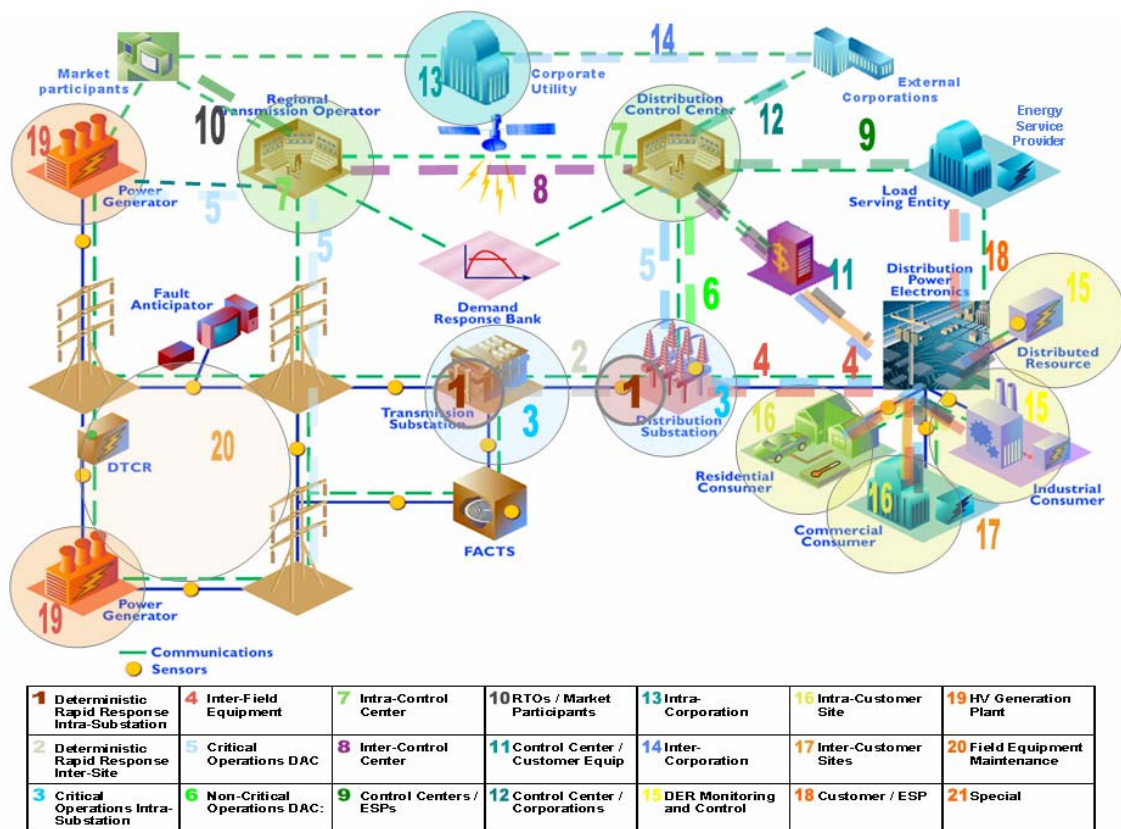 14
13
Market
participants
Corporate
Utility
External
Corporations
Regional
Transmission Operator
Distribution
Control Center
10
12
Energy
Service
Provider
19
7
7
9
8
Power
Generator
5
5
Load
Serving Entity
5
11
18
6
Demand
Response Bank
Distribution
Power
Electronics
15
Fault
Anticipator
Distributed
Resource
2
4
4
1
1
3
3
Transmission
Substation
Distribution
Substation
16
15
20
DTCR
Residential
Consumer
16
Industrial
Consumer
Commercial
Consumer
17
FACTS
19
Power
Generator
Communications
Sensors
1 Deterministic
Rapid Response
Intra-Substation
4 Inter-Field
Equipment
7 Intra-Control
Center
10 RTOs / Market
Participants
13 Intra-
Corporation
16 Intra-Customer
Site
19 HV Generation
Plant
2 Deterministic
Rapid Response
Inter-Site
5 Critical
Operations DAC
8 Inter-Control
Center
11 Control Center /
Customer Equip
14 Inter-
Corporation
17 Inter-Customer
Sites
20 Field Equipment
Maintenance
3 Critical
Operations Intra-
Substation
6 Non-Critical
Operations DAC:
9 Control Centers /
ESPs
12 Control Center /
Corporations
15 DER Monitoring
and Control
18 Customer / ESP
21 Special